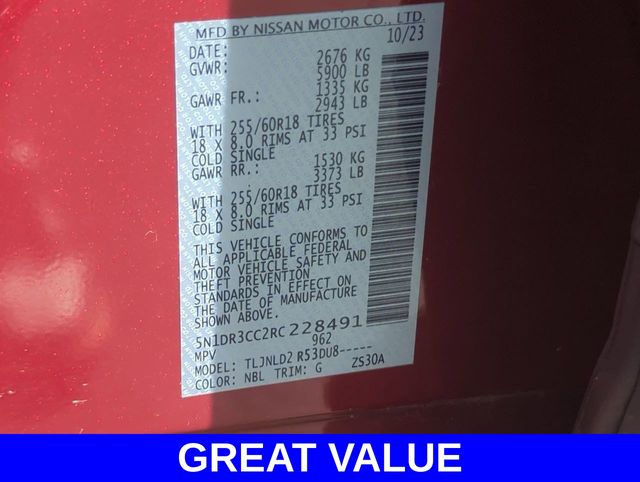 MFD BY NISSAN MOTOR CO., LTD.
DATE: 10/23
GVWR: 2676 KG
5900 LB
GAWR FR.: 1335 KG
2943 LB
WITH 255/60R18 TIRES
18 X 8.0 RIMS AT 33 PSI
COLD SINGLE
GAWR RR.: 1530 KG
3373 LB
WITH 255/60R18 TIRES
18 X 8.0 RIMS AT 33 PSI
COLD SINGLE
THIS VEHICLE CONFORMS TO
ALL APPLICABLE FEDERAL
MOTOR VEHICLE SAFETY AND
THEFT PREVENTION
STANDARDS IN EFFECT ON
THE DATE OF MANUFACTURE
SHOWN ABOVE.
5N1DR3CC2RC228491
MPV 962
MODEL: TLJNLD2 R53DU8-----
COLOR: NBL TRIM: G ZS30A
GREAT VALUE